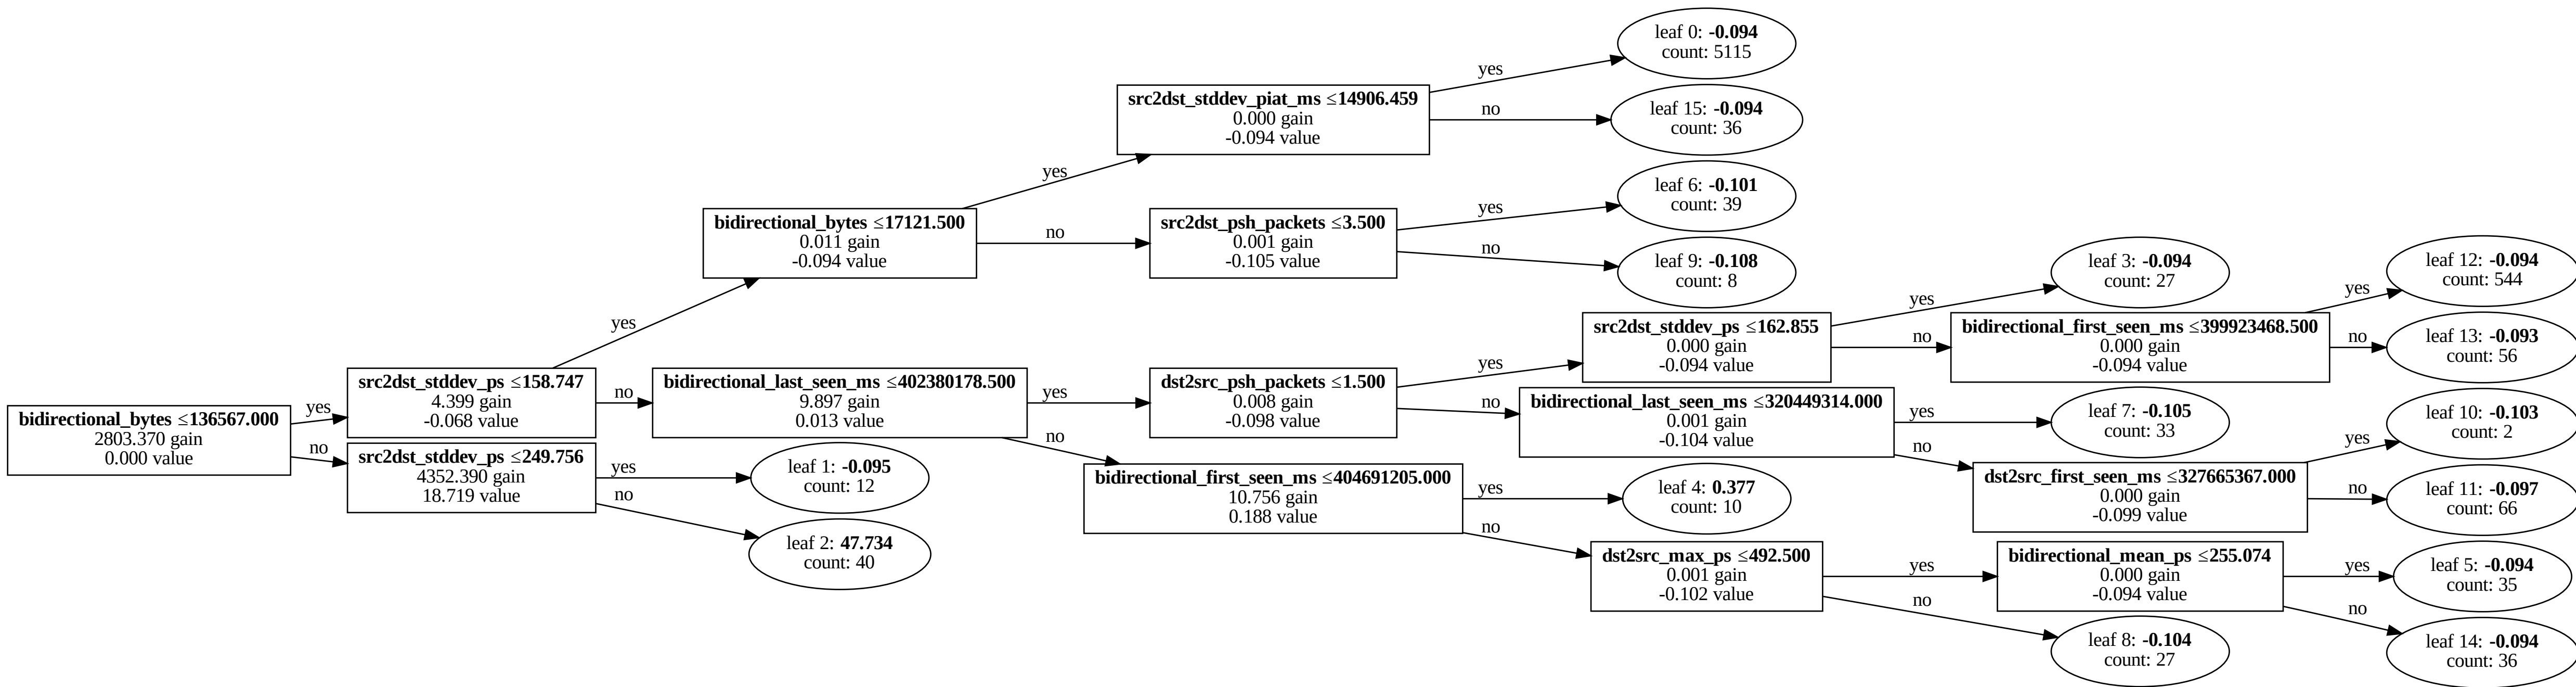 bidirectional_bytes ≤136567.000
2803.370 gain
0.000 value
yes
no
src2dst_stddev_ps ≤158.747
4.399 gain
-0.068 value
src2dst_stddev_ps ≤249.756
4352.390 gain
18.719 value
yes
no
yes
no
bidirectional_bytes ≤17121.500
0.011 gain
-0.094 value
bidirectional_last_seen_ms ≤402380178.500
9.897 gain
0.013 value
leaf 1: -0.095
count: 12
leaf 2: 47.734
count: 40
yes
no
yes
no
src2dst_stddev_piat_ms ≤14906.459
0.000 gain
-0.094 value
src2dst_psh_packets ≤3.500
0.001 gain
-0.105 value
dst2src_psh_packets ≤1.500
0.008 gain
-0.098 value
bidirectional_first_seen_ms ≤404691205.000
10.756 gain
0.188 value
yes
no
yes
no
yes
no
yes
no
leaf 0: -0.094
count: 5115
leaf 15: -0.094
count: 36
leaf 6: -0.101
count: 39
leaf 9: -0.108
count: 8
src2dst_stddev_ps ≤162.855
0.000 gain
-0.094 value
bidirectional_last_seen_ms ≤320449314.000
0.001 gain
-0.104 value
leaf 4: 0.377
count: 10
dst2src_max_ps ≤492.500
0.001 gain
-0.102 value
yes
no
yes
no
yes
no
leaf 3: -0.094
count: 27
bidirectional_first_seen_ms ≤399923468.500
0.000 gain
-0.094 value
leaf 7: -0.105
count: 33
dst2src_first_seen_ms ≤327665367.000
0.000 gain
-0.099 value
bidirectional_mean_ps ≤255.074
0.000 gain
-0.094 value
leaf 8: -0.104
count: 27
yes
no
yes
no
yes
no
leaf 12: -0.094
count: 544
leaf 13: -0.093
count: 56
leaf 10: -0.103
count: 2
leaf 11: -0.097
count: 66
leaf 5: -0.094
count: 35
leaf 14: -0.094
count: 36